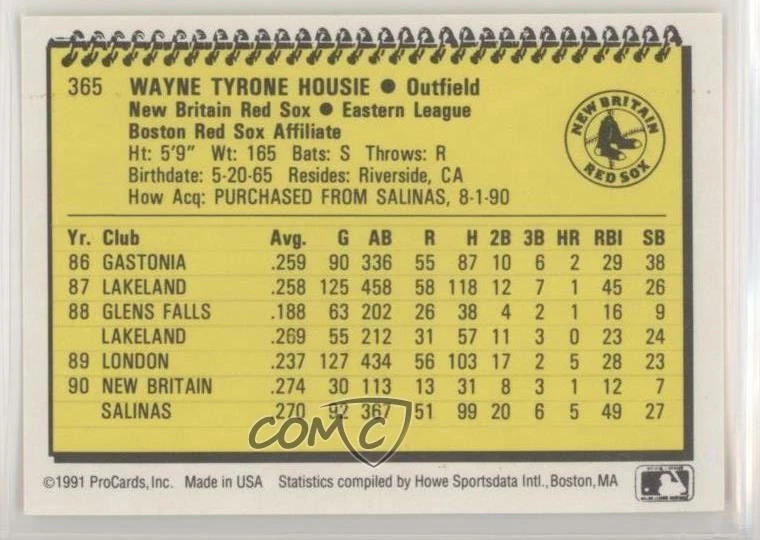 365 WAYNE TYRONE HOUSIE ● Outfield
New Britain Red Sox ● Eastern League
Boston Red Sox Affiliate
Ht: 5'9" Wt: 165 Bats: S Throws: R
Birthdate: 5-20-65 Resides: Riverside, CA
How Acq: PURCHASED FROM SALINAS, 8-1-90
NEW BRITAIN
RED SOX
Yr. Club Avg. G AB R H 2B 3B HR RBI SB
86 GASTONIA .259 90 336 55 87 10 6 2 29 38
87 LAKELAND .258 125 458 58 118 12 7 1 45 26
88 GLENS FALLS .188 63 202 26 38 4 2 1 16 9
LAKELAND .269 55 212 31 57 11 3 0 23 24
89 LONDON .237 127 434 56 103 17 2 5 28 23
90 NEW BRITAIN .274 30 113 13 31 8 3 1 12 7
SALINAS .270 92 367 51 99 20 6 5 49 27
COMC
©1991 ProCards, Inc. Made in USA Statistics compiled by Howe Sportsdata Intl., Boston, MA